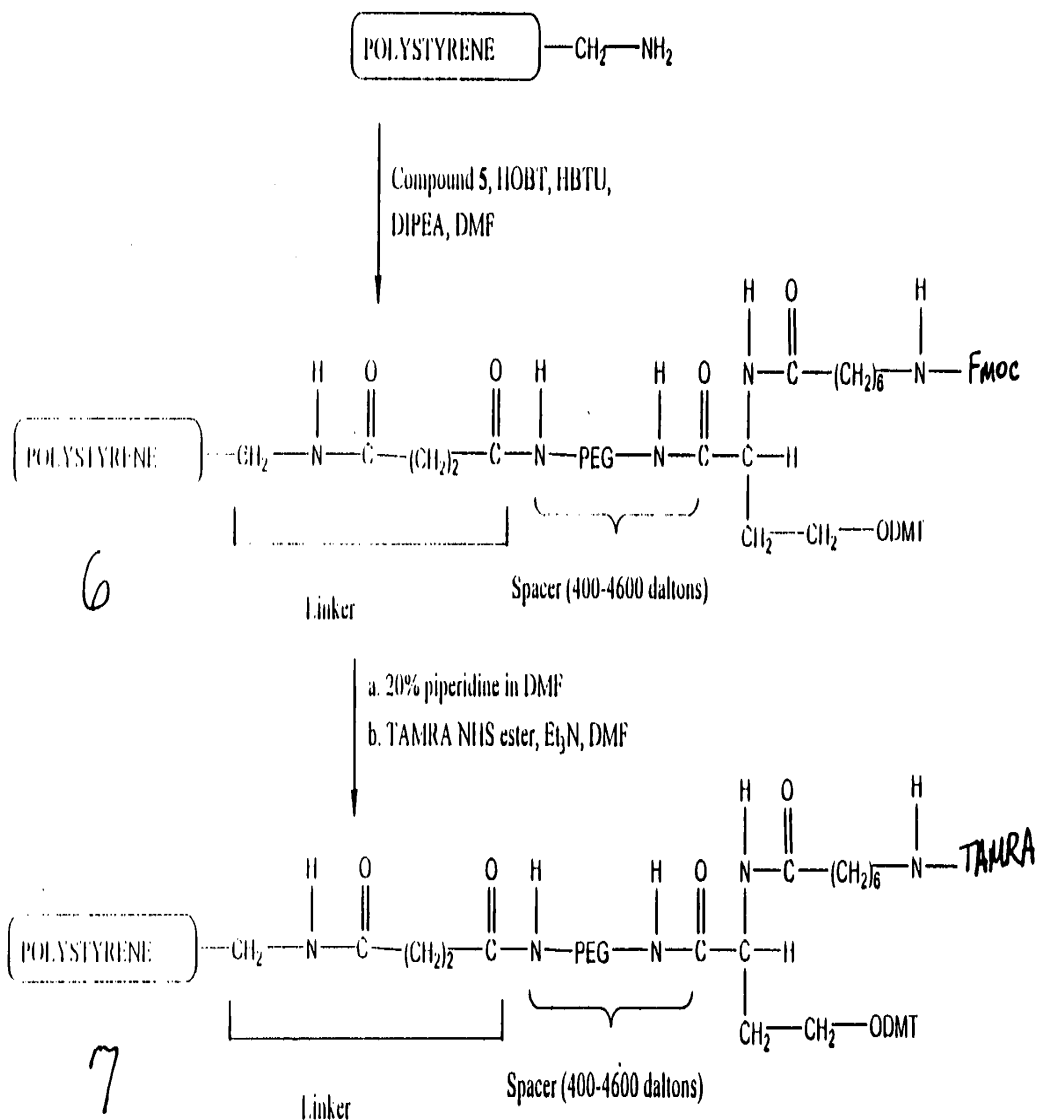 POLYSTYRENE —CH2—NH2
Compound 5, HOBT, HBTU,
DIPEA, DMF
H O H
N—C—(CH2)6—N—FMOC
H O O H H O
POLYSTYRENE —CH2—N—C—(CH2)2—C—N—PEG—N—C—C—H
CH2—CH2—ODMT
6
Linker
Spacer (400-4600 daltons)
a. 20% piperidine in DMF
b. TAMRA NHS ester, Et3N, DMF
H O H
N—C—(CH2)6—N—TAMRA
H O O H H O
POLYSTYRENE —CH2—N—C—(CH2)2—C—N—PEG—N—C—C—H
CH2—CH2—ODMT
7
Linker
Spacer (400-4600 daltons)